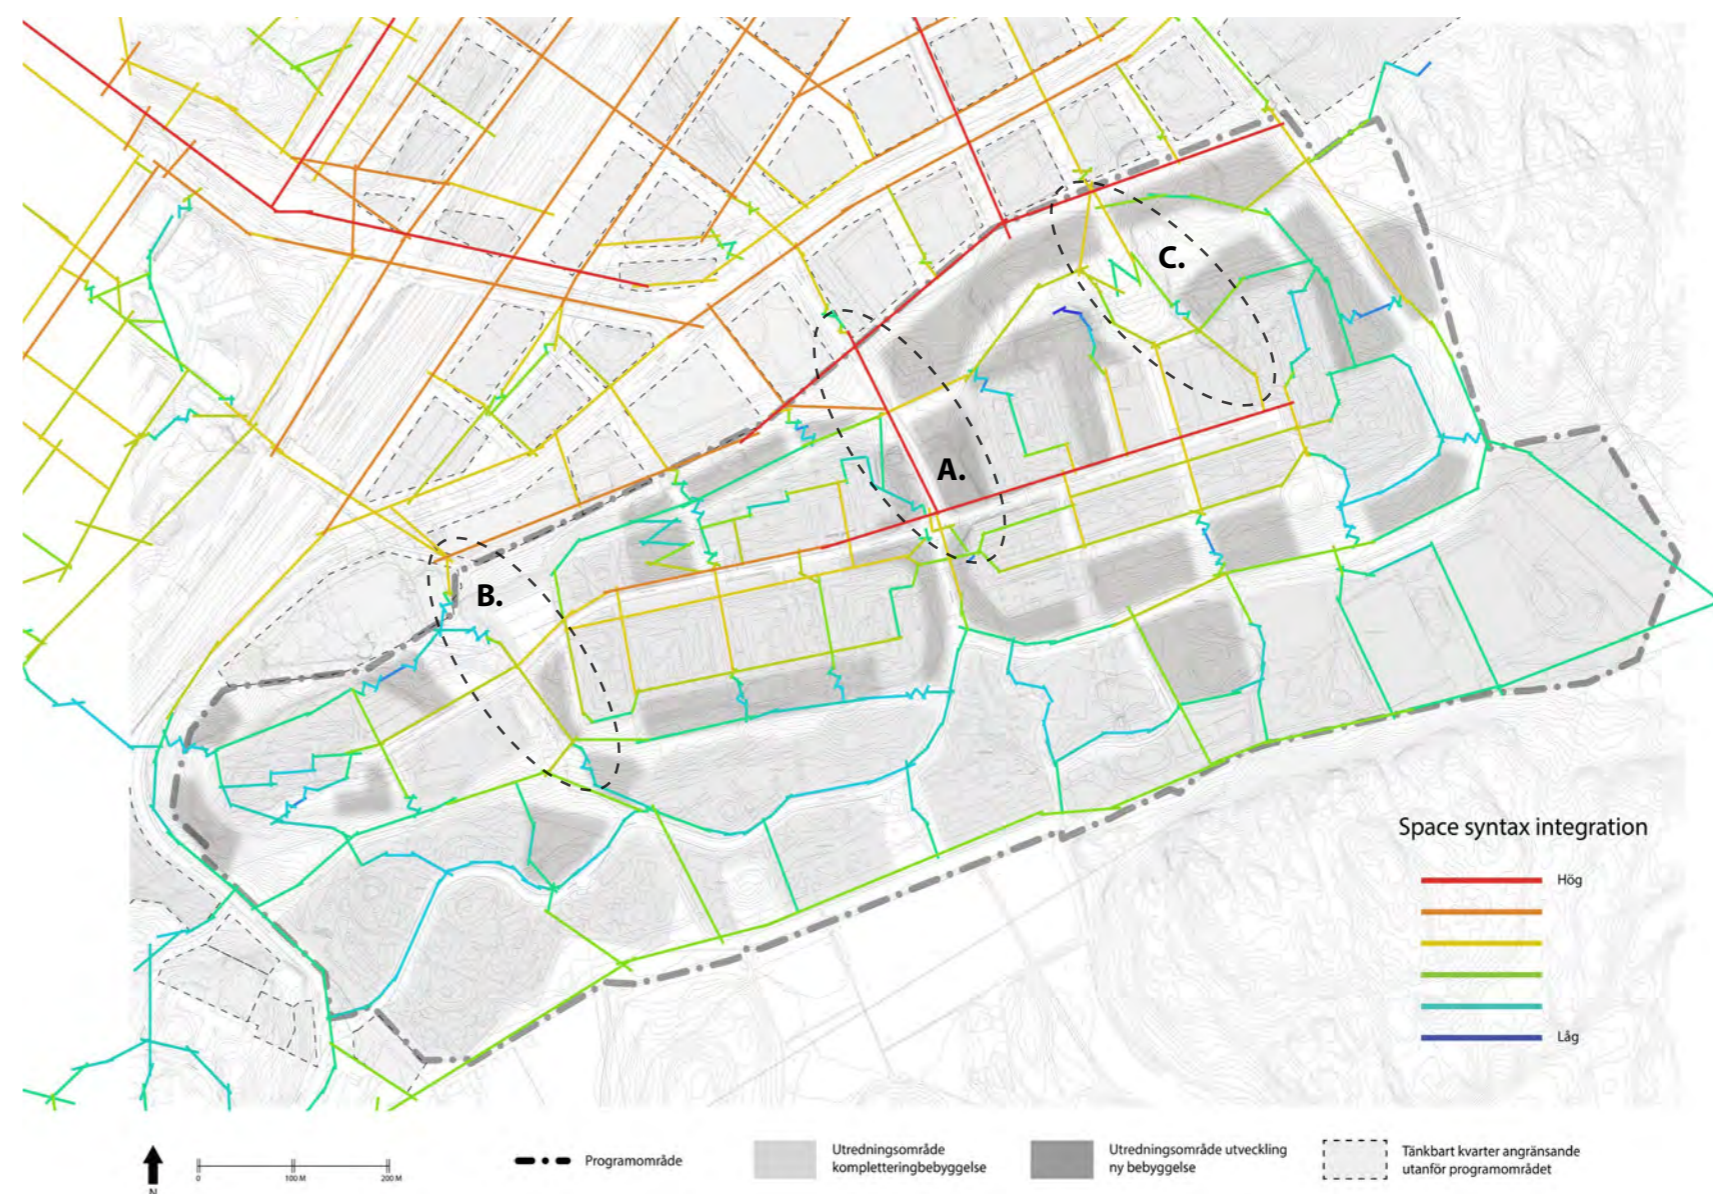 C.
A.
B.
Space syntax integration
Hög
Låg
N
0
100 M
200 M
Programområde
Utredningsområde
kompletteringbebyggelse
Utredningsområde utveckling
ny bebyggelse
Tänkbart kvarter angränsande
utanför programområdet